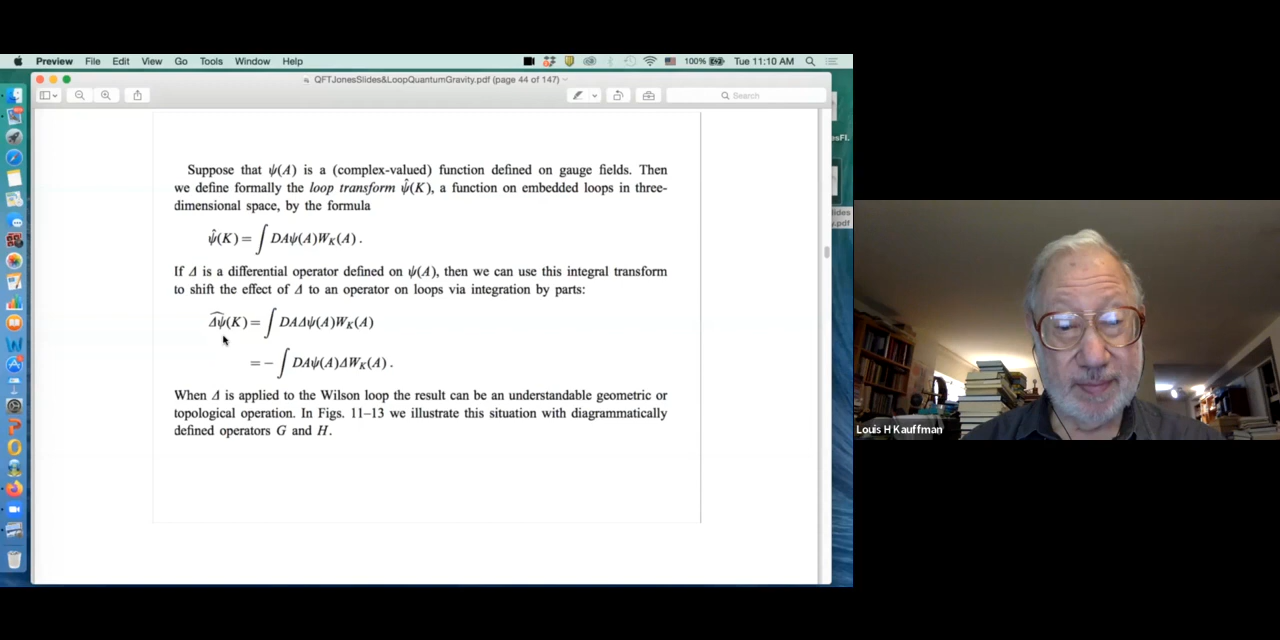 Preview File Edit View Go Tools Window Help
100% Tue 11:10 AM
QFTJonesSlides&LoopQuantumGravity.pdf (page 44 of 147)
Search
Suppose that ψ(A) is a (complex-valued) function defined on gauge fields. Then
we define formally the loop transform ψ̂(K), a function on embedded loops in three-
dimensional space, by the formula
ψ̂(K) = ∫ DAψ(A)W_K(A) .
If Δ is a differential operator defined on ψ(A), then we can use this integral transform
to shift the effect of Δ to an operator on loops via integration by parts:
\widehat{Δψ}(K) = ∫ DAΔψ(A)W_K(A)
= − ∫ DAψ(A)ΔW_K(A) .
When Δ is applied to the Wilson loop the result can be an understandable geometric or
topological operation. In Figs. 11–13 we illustrate this situation with diagrammatically
defined operators G and H.
Louis H Kauffman